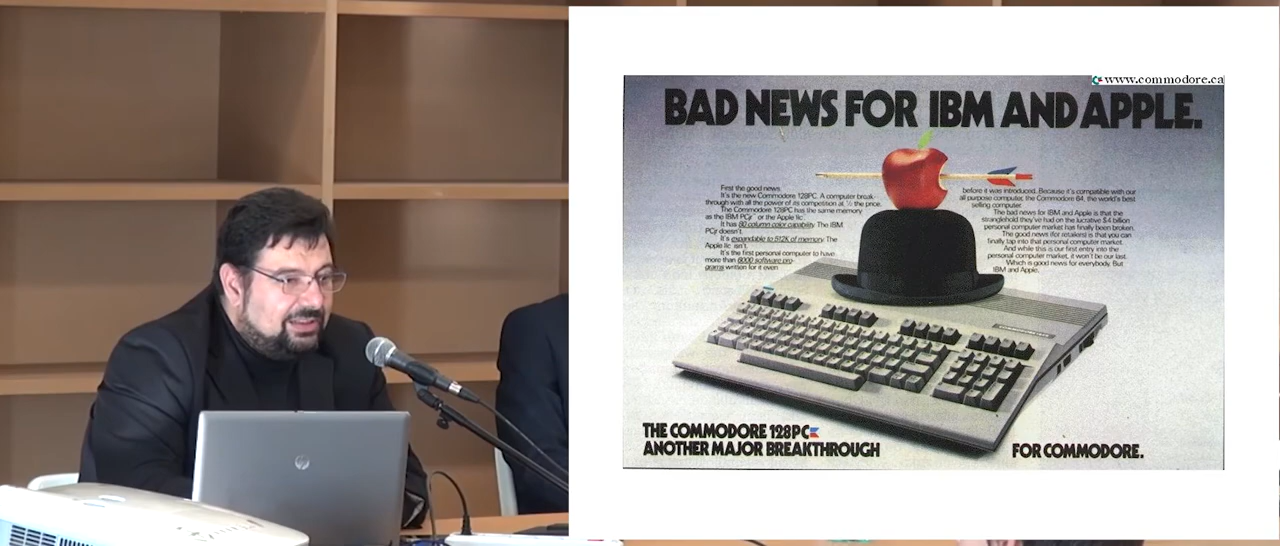 www.commodore.ca
BAD NEWS FOR IBM AND APPLE.
First the good news.
It's the new Commodore 128PC. A computer break-
through with all the power of its competition at ⅓ the price.
The Commodore 128PC has the same memory
as the IBM PCjr™ or the Apple IIc.
It has 80 column color capability. The IBM
PCjr doesn't.
It's expandable to 512K of memory. The
Apple IIc isn't.
It's the first personal computer to have
more than 6000 software pro-
grams written for it even
before it was introduced. Because it's compatible with our
all purpose computer, the Commodore 64, the world's best
selling computer.
The bad news for IBM and Apple is that the
stranglehold they've had on the lucrative $4 billion
personal computer market has finally been broken.
The good news (for retailers) is that you can
finally tap into that personal computer market.
And while this is our first entry into the
personal computer market, it won't be our last.
Which is good news for everybody. But
IBM and Apple.
THE COMMODORE 128PC
ANOTHER MAJOR BREAKTHROUGH
FOR COMMODORE.
hp